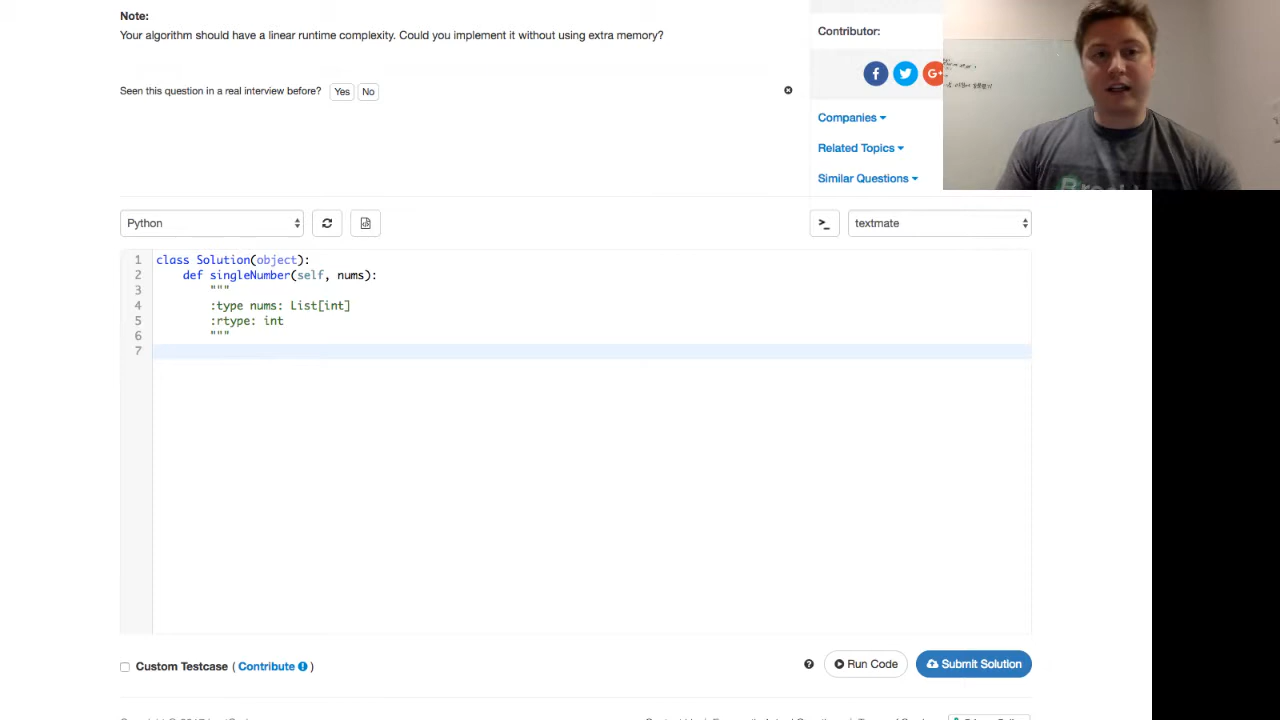 Note:
Your algorithm should have a linear runtime complexity. Could you implement it without using extra memory?
Seen this question in a real interview before? Yes No
Contributor:
f G+
Companies
Related Topics
Similar Questions
Python
>_ textmate
1 class Solution(object):
2 def singleNumber(self, nums):
3 """
4 :type nums: List[int]
5 :rtype: int
6 """
7
Custom Testcase ( Contribute )
? Run Code Submit Solution